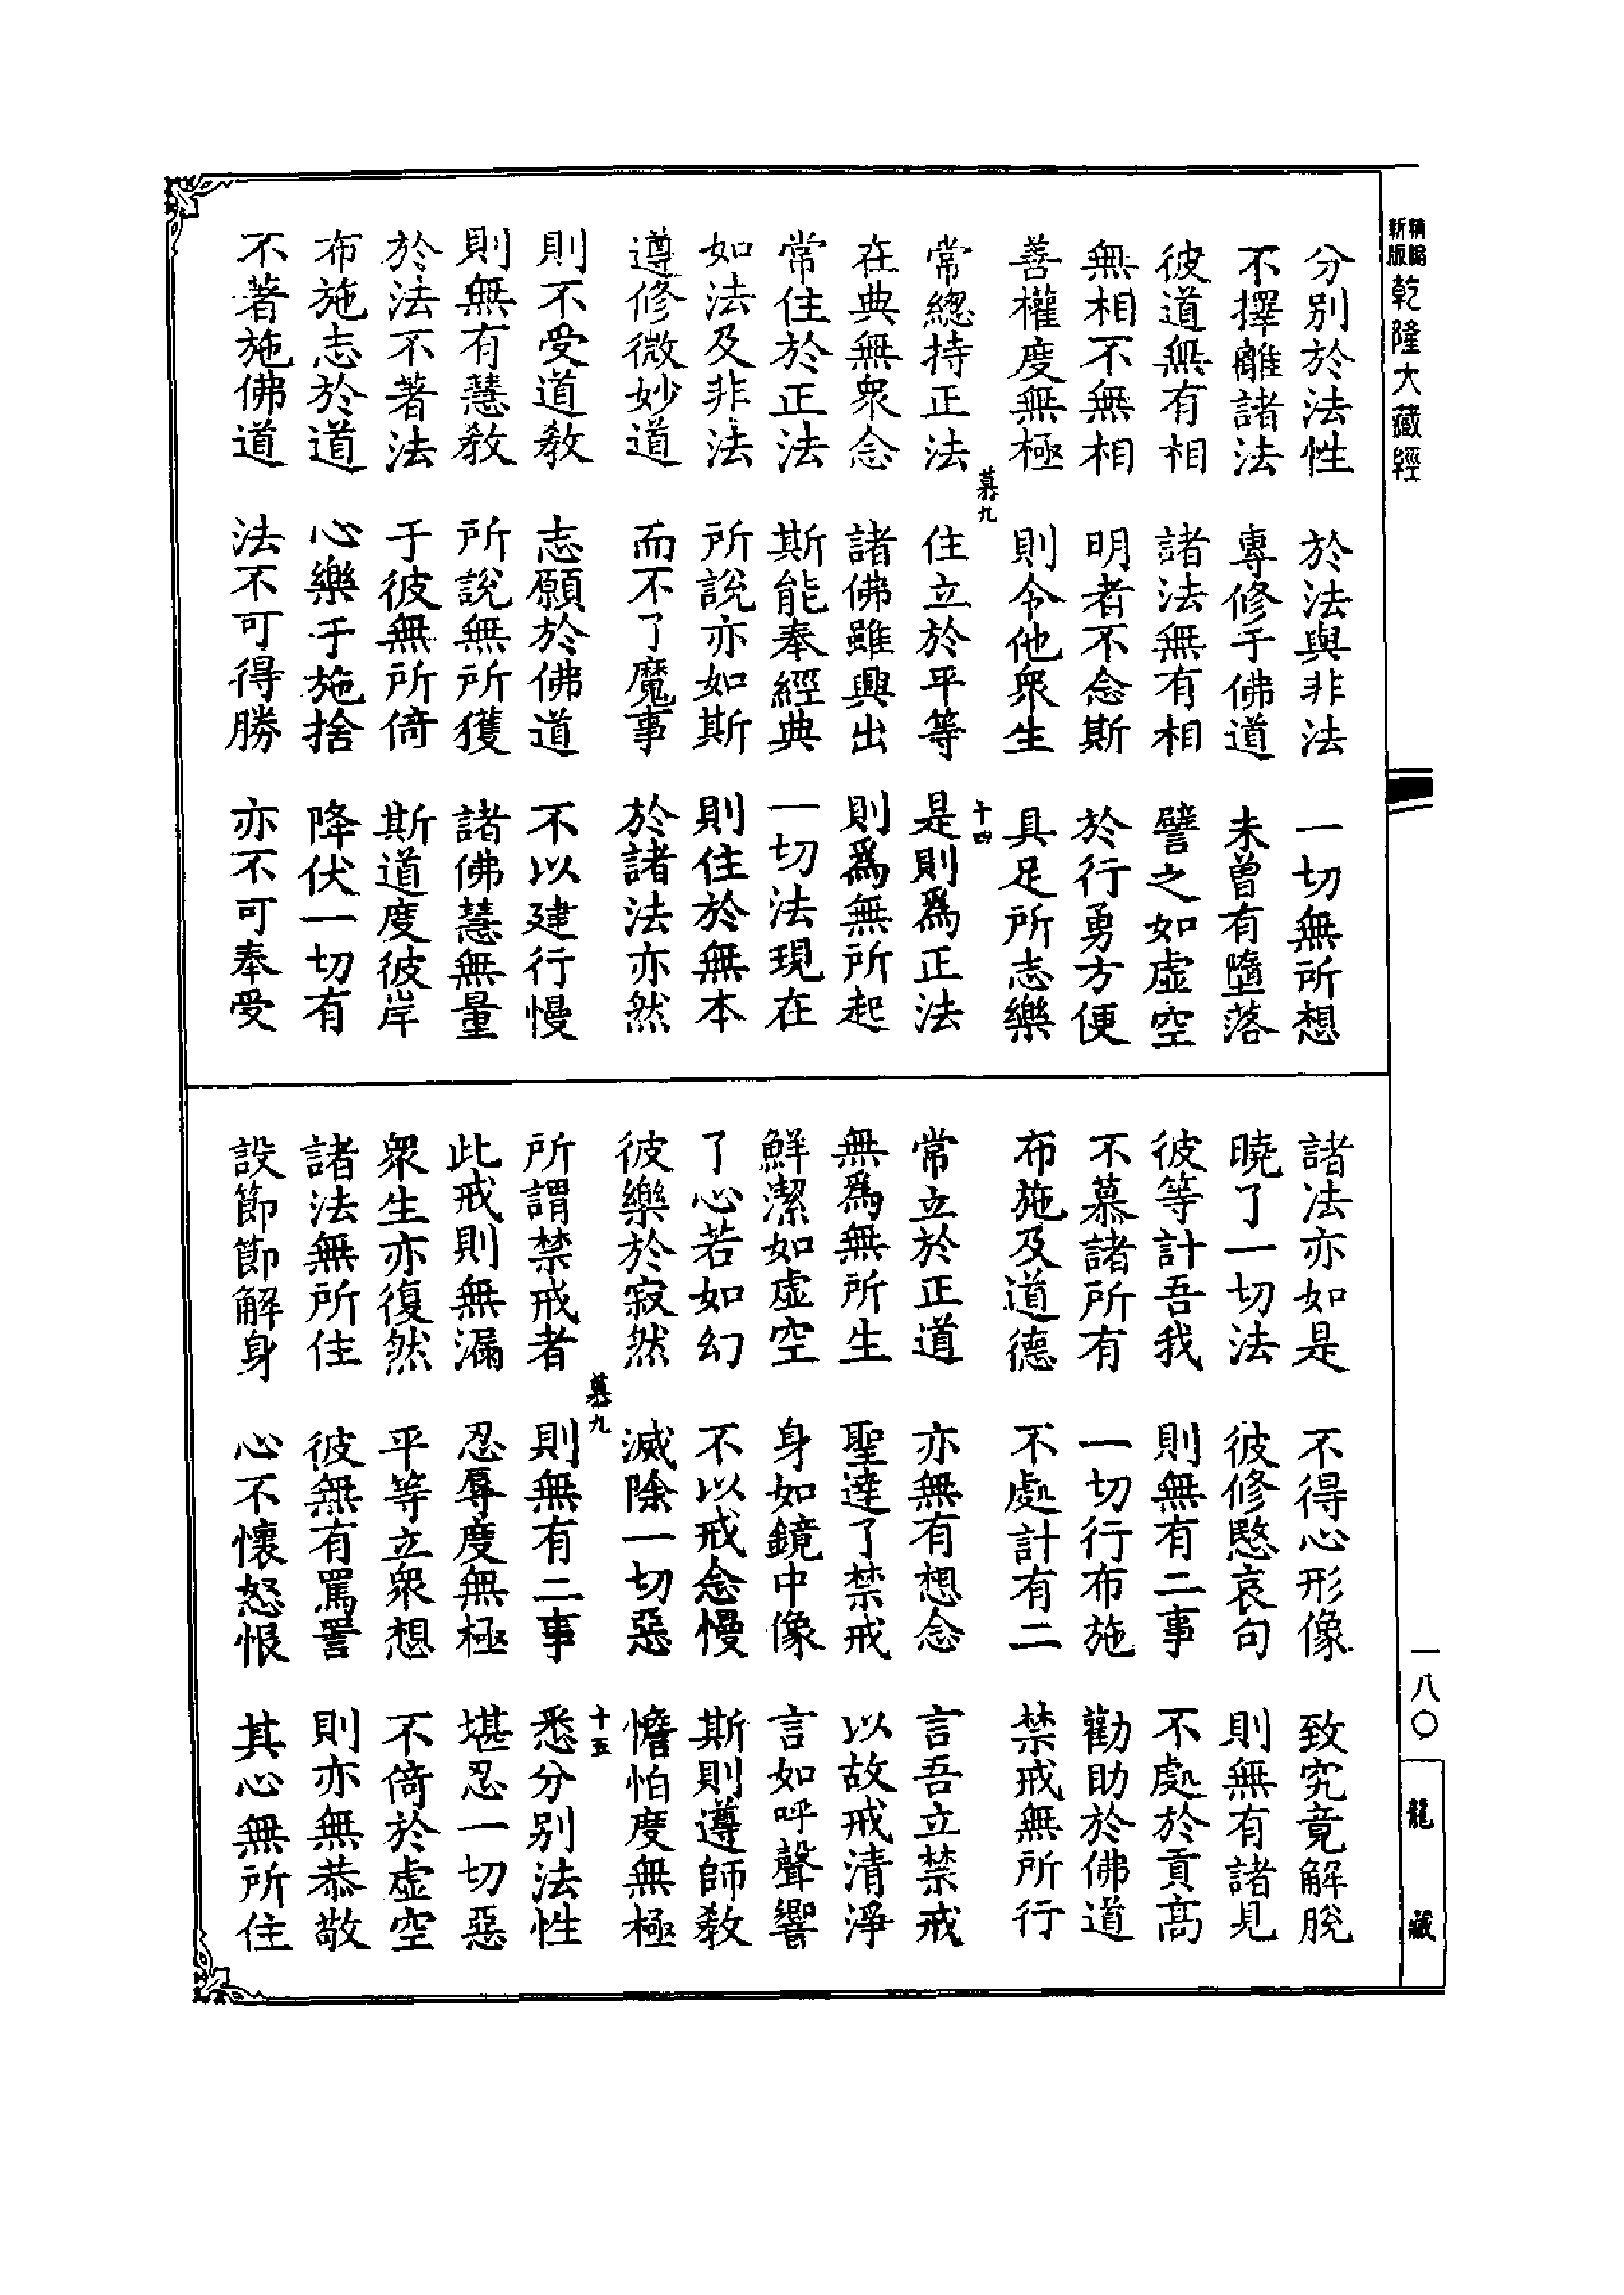 精縮新版乾隆大藏經
分別於法性　於法與非法　一切無所想
不擇離諸法　專修于佛道　未曾有墮落
彼道無有相　諸法無有相　譬之如虛空
無相不無相　明者不念斯　於行勇方便
善權度無極　則令他衆生　具足所志樂
慕九　十四
常總持正法　住立於平等　是則爲正法
在典無衆念　諸佛雖興出　則爲無所起
常住於正法　斯能奉經典　一切法現在
如法及非法　所說亦如斯　則住於無本
遵修微妙道　而不了魔事　於諸法亦然
則不受道教　志願於佛道　不以建行慢
則無有慧教　所說無所獲　諸佛慧無量
於法不著法　于彼無所倚　斯道度彼岸
布施志於道　心樂于施捨　降伏一切有
不著施佛道　法不可得勝　亦不可奉受
諸法亦如是　不得心形像　致究竟解脫
曉了一切法　彼修愍哀句　則無有諸見
彼等計吾我　則無有二事　不處於貢高
不慕諸所有　一切行布施　勸助於佛道
布施及道德　不處計有二　禁戒無所行
常立於正道　亦無有想念　言吾立禁戒
無爲無所生　聖達了禁戒　以故戒清淨
鮮潔如虛空　身如鏡中像　言如呼聲響
了心若如幻　不以戒念慢　斯則遵師教
彼樂於寂然　滅除一切惡　憺怕度無極
慕九　十五
所謂禁戒者　則無有二事　悉分別法性
此戒則無漏　忍辱度無極　堪忍一切惡
衆生亦復然　平等立衆想　不倚於虛空
諸法無所住　彼無有罵詈　則亦無恭敬
設節節解身　心不懷怒恨　其心無所住
一八〇
龍藏